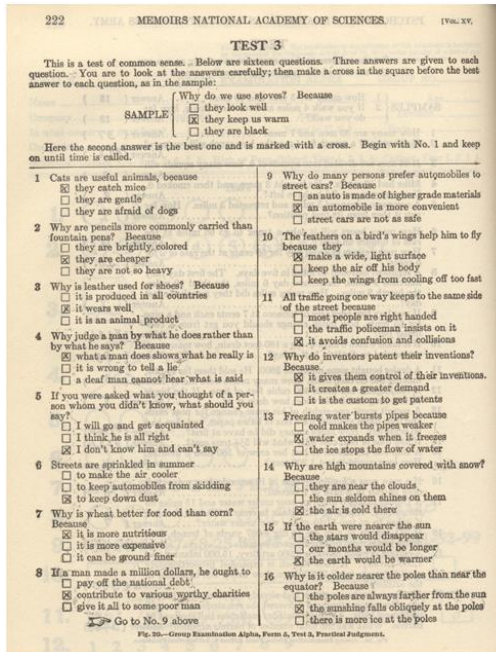 222 MEMOIRS NATIONAL ACADEMY OF SCIENCES. [VOL. XV,
TEST 3
This is a test of common sense. Below are sixteen questions. Three answers are given to each
question. You are to look at the answers carefully; then make a cross in the square before the best
answer to each question, as in the sample:
SAMPLE
Why do we use stoves? Because
☐ they look well
☒ they keep us warm
☐ they are black
Here the second answer is the best one and is marked with a cross. Begin with No. 1 and keep
on until time is called.
1 Cats are useful animals, because
☒ they catch mice
☐ they are gentle
☐ they are afraid of dogs
2 Why are pencils more commonly carried than
fountain pens? Because
☐ they are brightly colored
☒ they are cheaper
☐ they are not so heavy
3 Why is leather used for shoes? Because
☐ it is produced in all countries
☒ it wears well
☐ it is an animal product
4 Why judge a man by what he does rather than
by what he says? Because
☒ what a man does shows what he really is
☐ it is wrong to tell a lie
☐ a deaf man cannot hear what is said
5 If you were asked what you thought of a per-
son whom you didn't know, what should you
say?
☐ I will go and get acquainted
☐ I think he is all right
☒ I don't know him and can't say
6 Streets are sprinkled in summer
☐ to make the air cooler
☐ to keep automobiles from skidding
☒ to keep down dust
7 Why is wheat better for food than corn?
Because
☒ it is more nutritious
☐ it is more expensive
☐ it can be ground finer
8 If a man made a million dollars, he ought to
☐ pay off the national debt
☒ contribute to various worthy charities
☐ give it all to some poor man
☞ Go to No. 9 above
9 Why do many persons prefer automobiles to
street cars? Because
☐ an auto is made of higher grade materials
☒ an automobile is more convenient
☐ street cars are not as safe
10 The feathers on a bird's wings help him to fly
because they
☒ make a wide, light surface
☐ keep the air off his body
☐ keep the wings from cooling off too fast
11 All traffic going one way keeps to the same side
of the street because
☐ most people are right handed
☐ the traffic policeman insists on it
☒ it avoids confusion and collisions
12 Why do inventors patent their inventions?
Because
☒ it gives them control of their inventions.
☐ it creates a greater demand
☐ it is the custom to get patents
13 Freezing water bursts pipes because
☐ cold makes the pipes weaker
☒ water expands when it freezes
☐ the ice stops the flow of water
14 Why are high mountains covered with snow?
Because
☐ they are near the clouds
☐ the sun seldom shines on them
☒ the air is cold there
15 If the earth were nearer the sun
☐ the stars would disappear
☐ our months would be longer
☒ the earth would be warmer
16 Why is it colder nearer the poles than near the
equator? Because
☐ the poles are always farther from the sun
☒ the sunshine falls obliquely at the poles
☐ there is more ice at the poles
Fig. 20.—Group Examination Alpha, Form 5, Test 3, Practical Judgment.